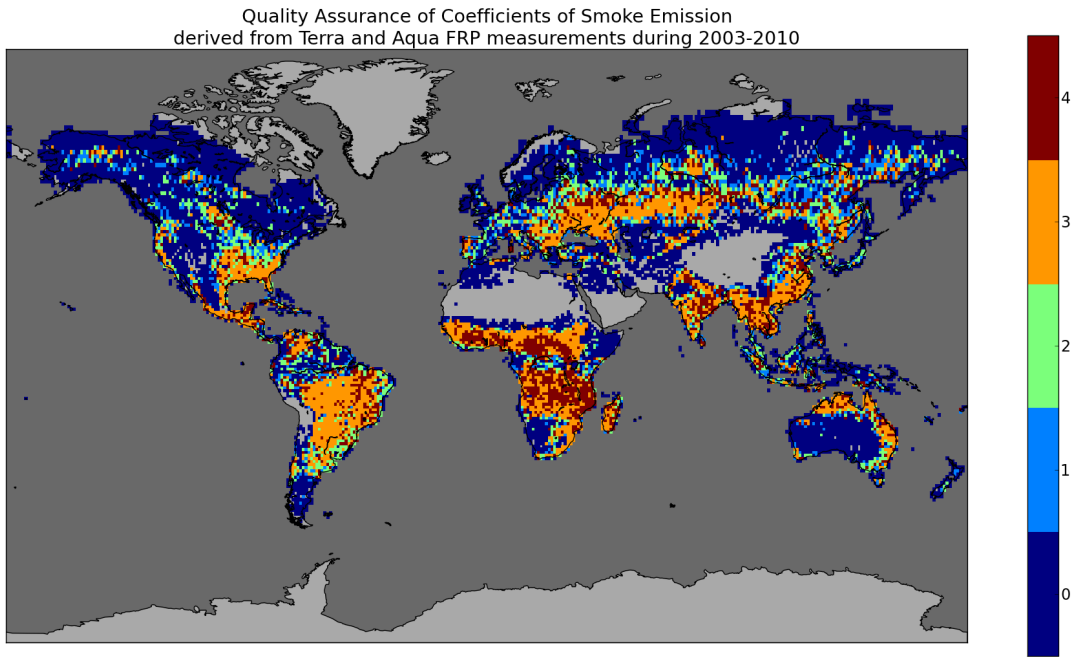 Quality Assurance of Coefficients of Smoke Emission
derived from Terra and Aqua FRP measurements during 2003-2010
4
3
2
1
0